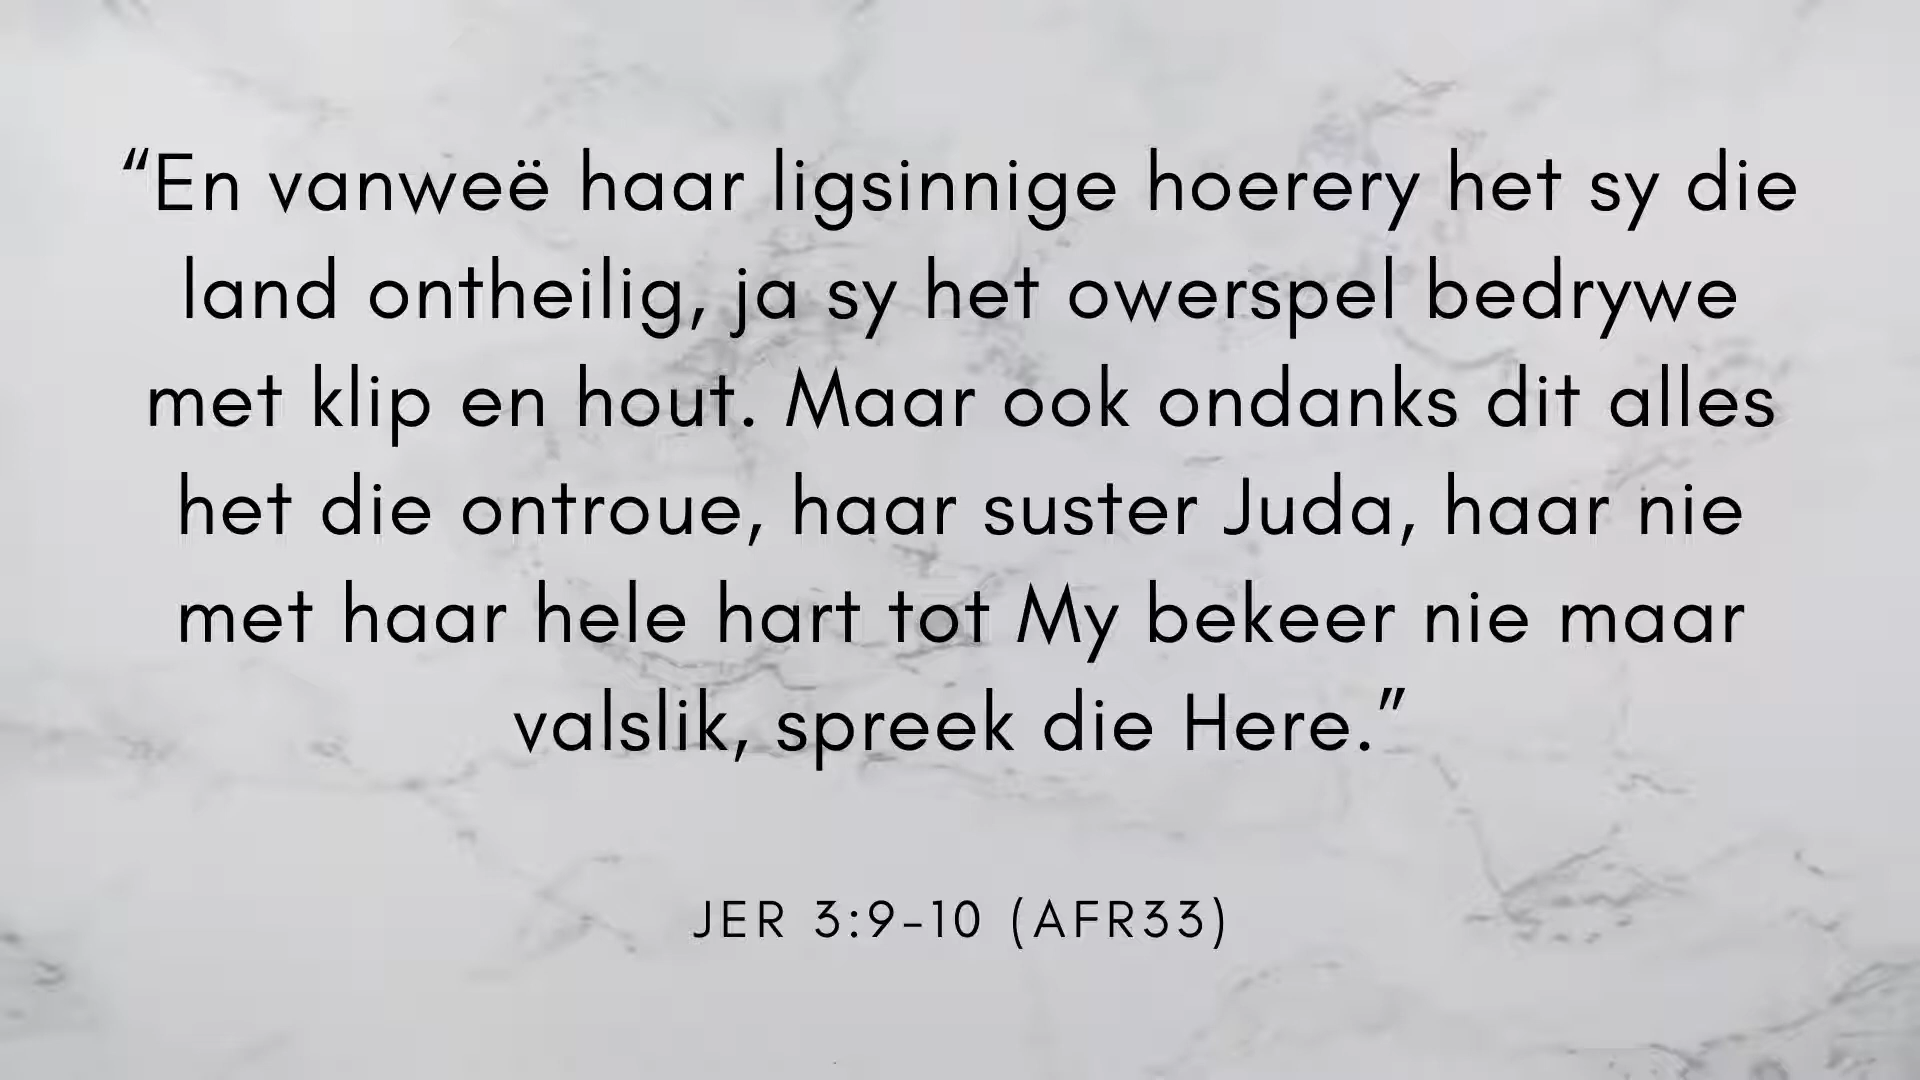 “En vanweë haar ligsinnige hoerery het sy die
land ontheilig, ja sy het owerspel bedrywe
met klip en hout. Maar ook ondanks dit alles
het die ontroue, haar suster Juda, haar nie
met haar hele hart tot My bekeer nie maar
valslik, spreek die Here.”
JER 3:9-10 (AFR33)